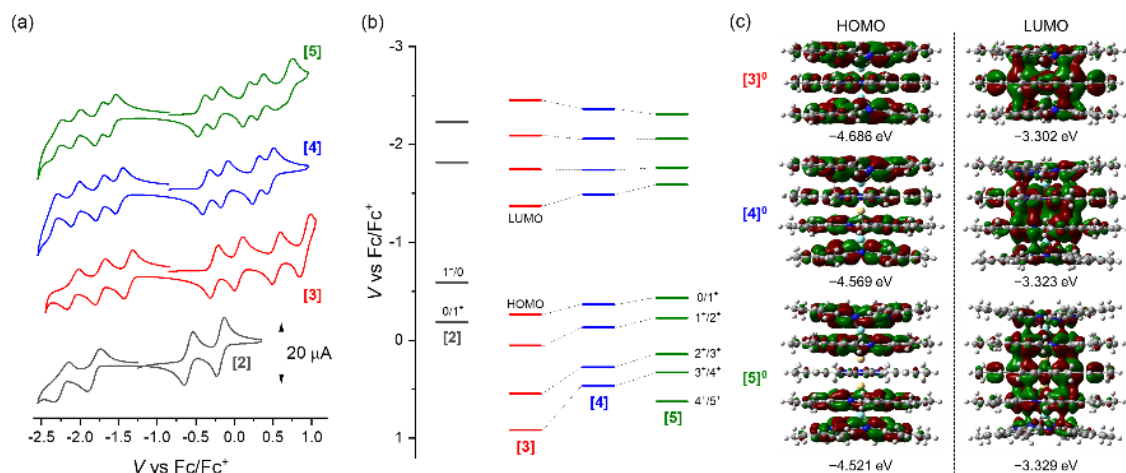 (a)
[5]
[4]
[3]
[2]
20 μA
-2.5 -2.0 -1.5 -1.0 -0.5 0.0 0.5 1.0
V vs Fc/Fc⁺
(b)
V vs Fc/Fc⁺
-3
-2
-1
0
1
1⁻/0
0/1⁺
[2]
LUMO
HOMO
[3]
[4]
0/1⁺
1⁺/2⁺
2⁺/3⁺
3⁺/4⁺
4⁺/5⁺
[5]
(c)
HOMO LUMO
[3]⁰
−4.686 eV −3.302 eV
[4]⁰
−4.569 eV −3.323 eV
[5]⁰
−4.521 eV −3.329 eV